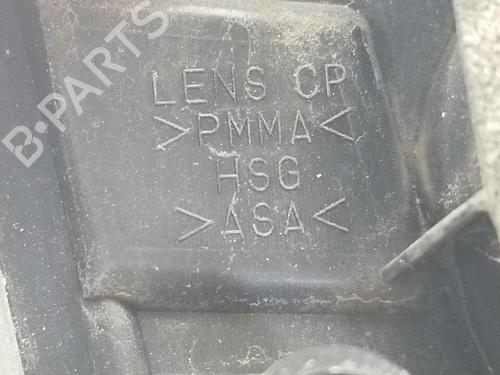 B-PARTS
LENS CP
>PMMA<
HSG
>ASA<